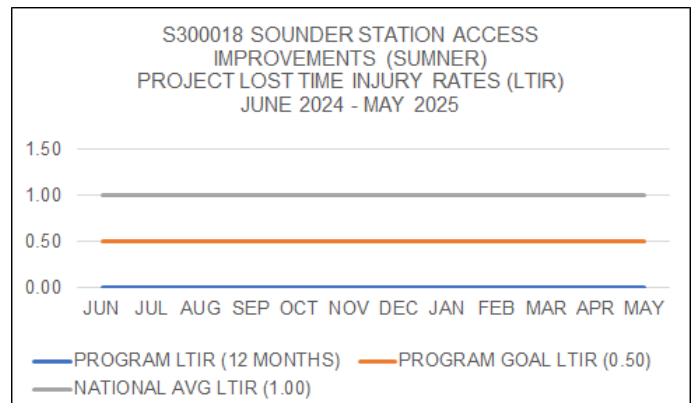 S300018 SOUNDER STATION ACCESS
IMPROVEMENTS (SUMNER)
PROJECT LOST TIME INJURY RATES (LTIR)
JUNE 2024 - MAY 2025
1.50
1.00
0.50
0.00
JUN JUL AUG SEP OCT NOV DEC JAN FEB MAR APR MAY
PROGRAM LTIR (12 MONTHS) PROGRAM GOAL LTIR (0.50)
NATIONAL AVG LTIR (1.00)